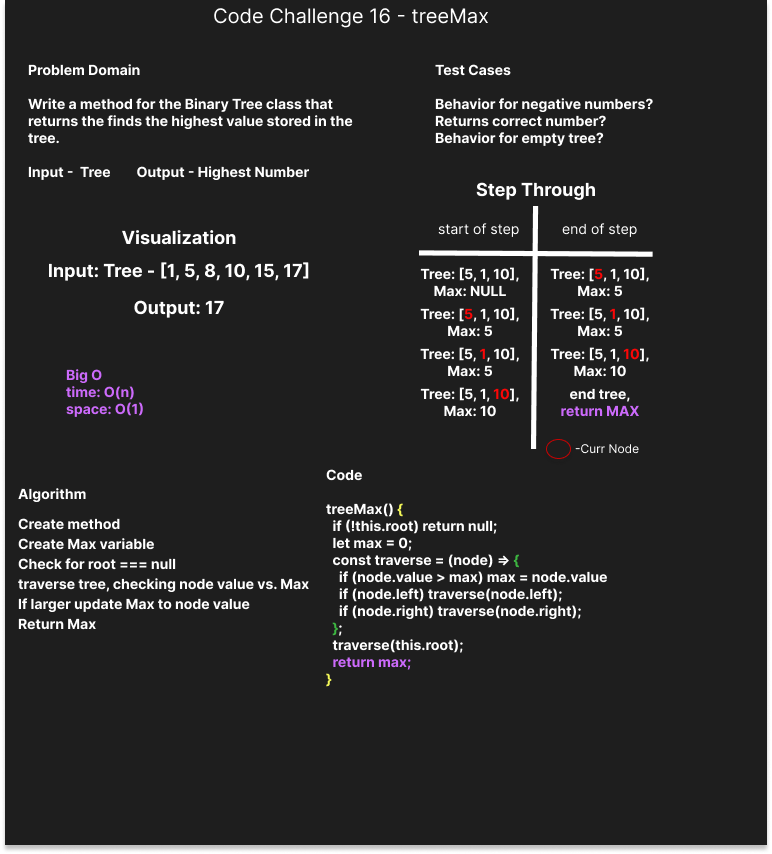 Code Challenge 16 - treeMax
Problem Domain
Write a method for the Binary Tree class that
returns the finds the highest value stored in the
tree.
Input - Tree Output - Highest Number
Test Cases
Behavior for negative numbers?
Returns correct number?
Behavior for empty tree?
Visualization
Input: Tree - [1, 5, 8, 10, 15, 17]
Output: 17
Big O
time: O(n)
space: O(1)
Step Through
start of step end of step
Tree: [5, 1, 10], Tree: [5, 1, 10],
Max: NULL Max: 5
Tree: [5, 1, 10], Tree: [5, 1, 10],
Max: 5 Max: 5
Tree: [5, 1, 10], Tree: [5, 1, 10],
Max: 5 Max: 10
Tree: [5, 1, 10], end tree,
Max: 10 return MAX
-Curr Node
Algorithm
Create method
Create Max variable
Check for root === null
traverse tree, checking node value vs. Max
If larger update Max to node value
Return Max
Code
treeMax() {
if (!this.root) return null;
let max = 0;
const traverse = (node) => {
if (node.value > max) max = node.value
if (node.left) traverse(node.left);
if (node.right) traverse(node.right);
};
traverse(this.root);
return max;
}